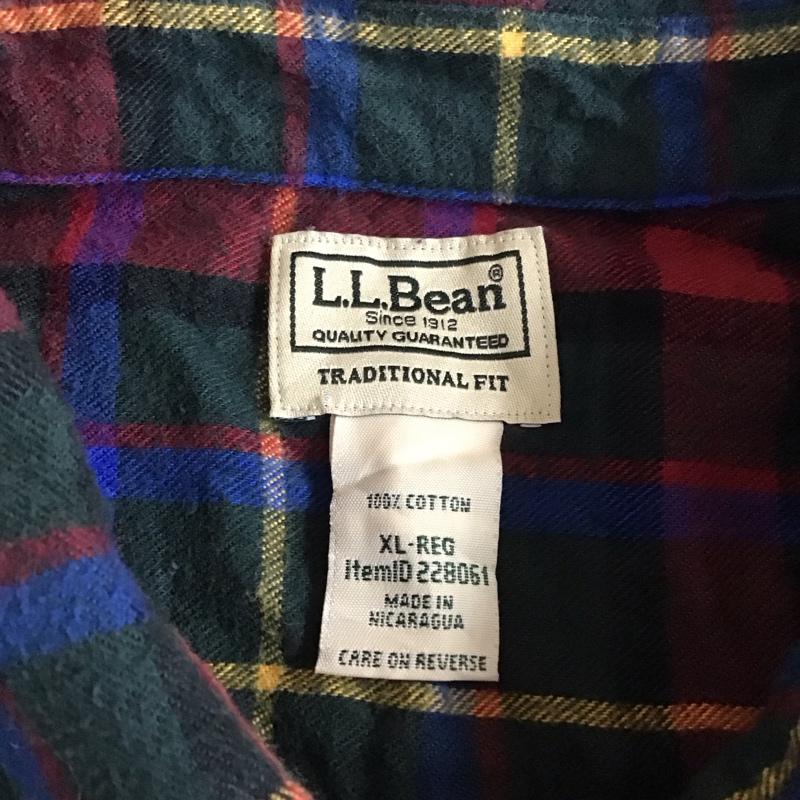 L.L.Bean®
Since 1912
QUALITY GUARANTEED
TRADITIONAL FIT
100% COTTON
XL-REG
ItemID 228061
MADE IN
NICARAGUA
CARE ON REVERSE